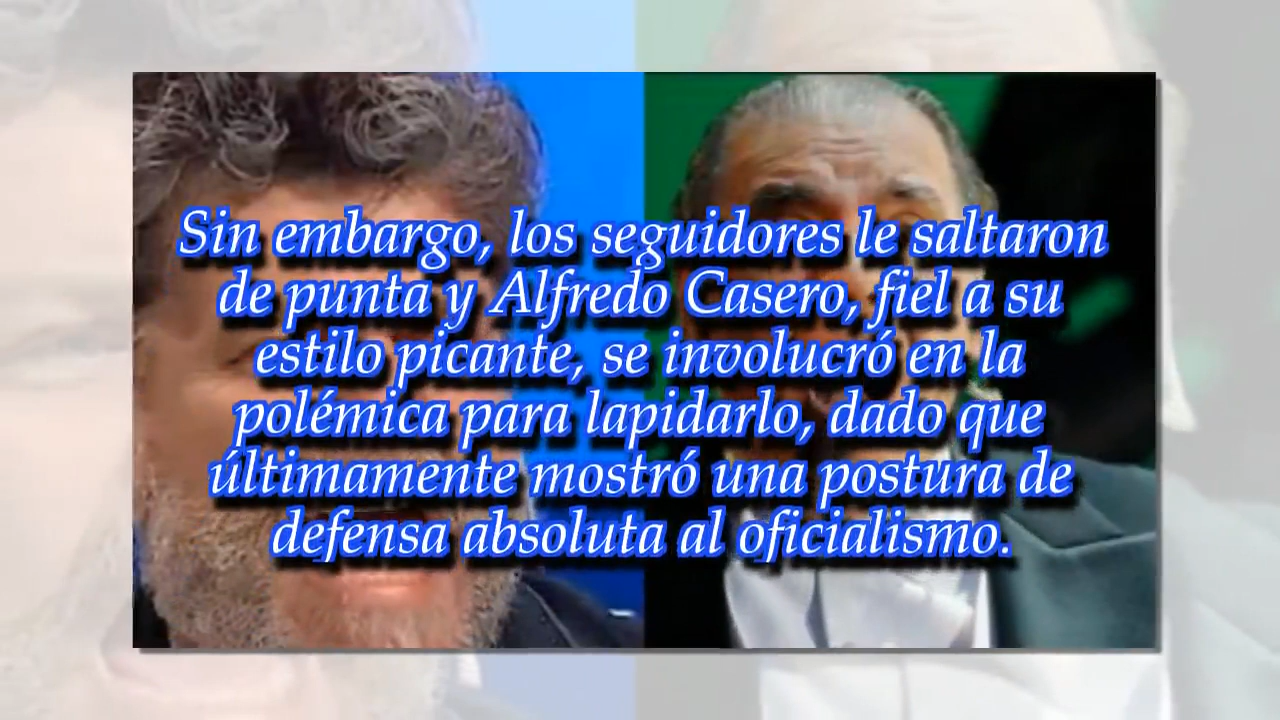 Sin embargo, los seguidores le saltaron
de punta y Alfredo Casero, fiel a su
estilo picante, se involucró en la
polémica para lapidarlo, dado que
últimamente mostró una postura de
defensa absoluta al oficialismo.